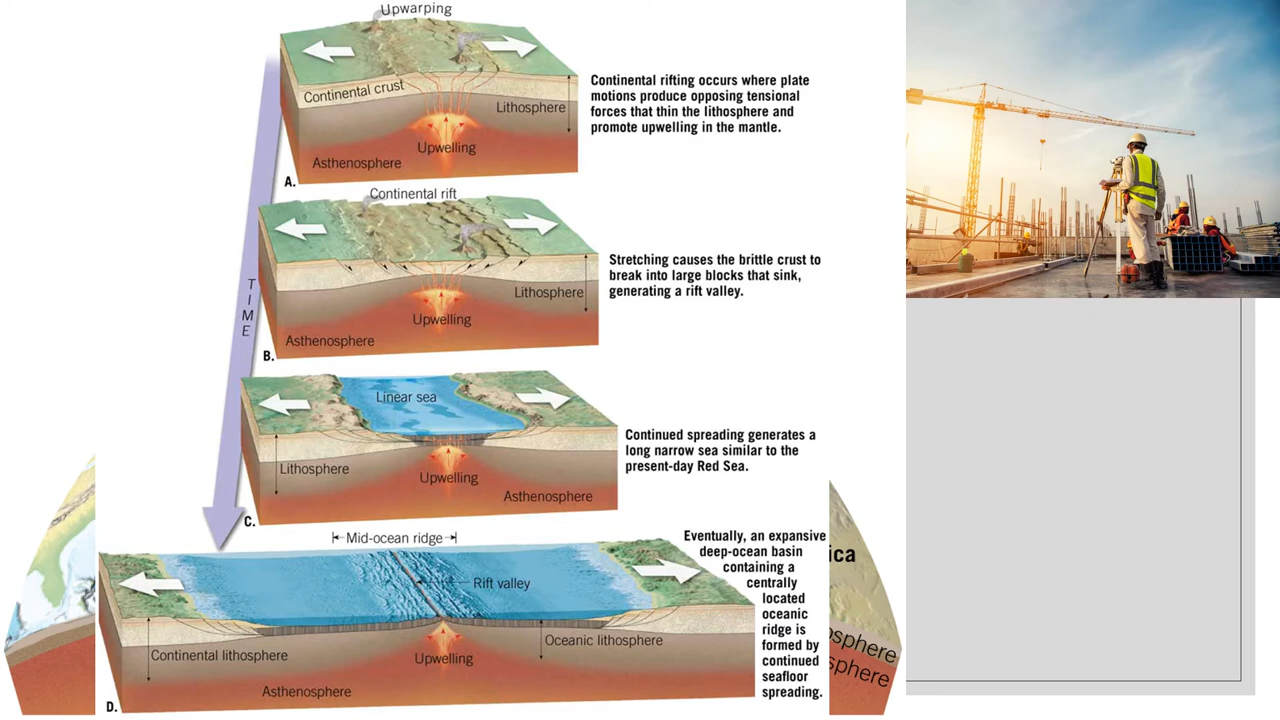 Upwarping
Continental crust
Lithosphere
Upwelling
Asthenosphere
A.
Continental rifting occurs where plate
motions produce opposing tensional
forces that thin the lithosphere and
promote upwelling in the mantle.
Continental rift
Lithosphere
Upwelling
Asthenosphere
B.
Stretching causes the brittle crust to
break into large blocks that sink,
generating a rift valley.
TIME
Linear sea
Lithosphere
Upwelling
Asthenosphere
C.
Continued spreading generates a
long narrow sea similar to the
present-day Red Sea.
Mid-ocean ridge
Rift valley
Oceanic lithosphere
Continental lithosphere
Upwelling
Asthenosphere
D.
Eventually, an expansive
deep-ocean basin
containing a
centrally
located
oceanic
ridge is
formed by
continued
seafloor
spreading.
ica
osphere
sphere